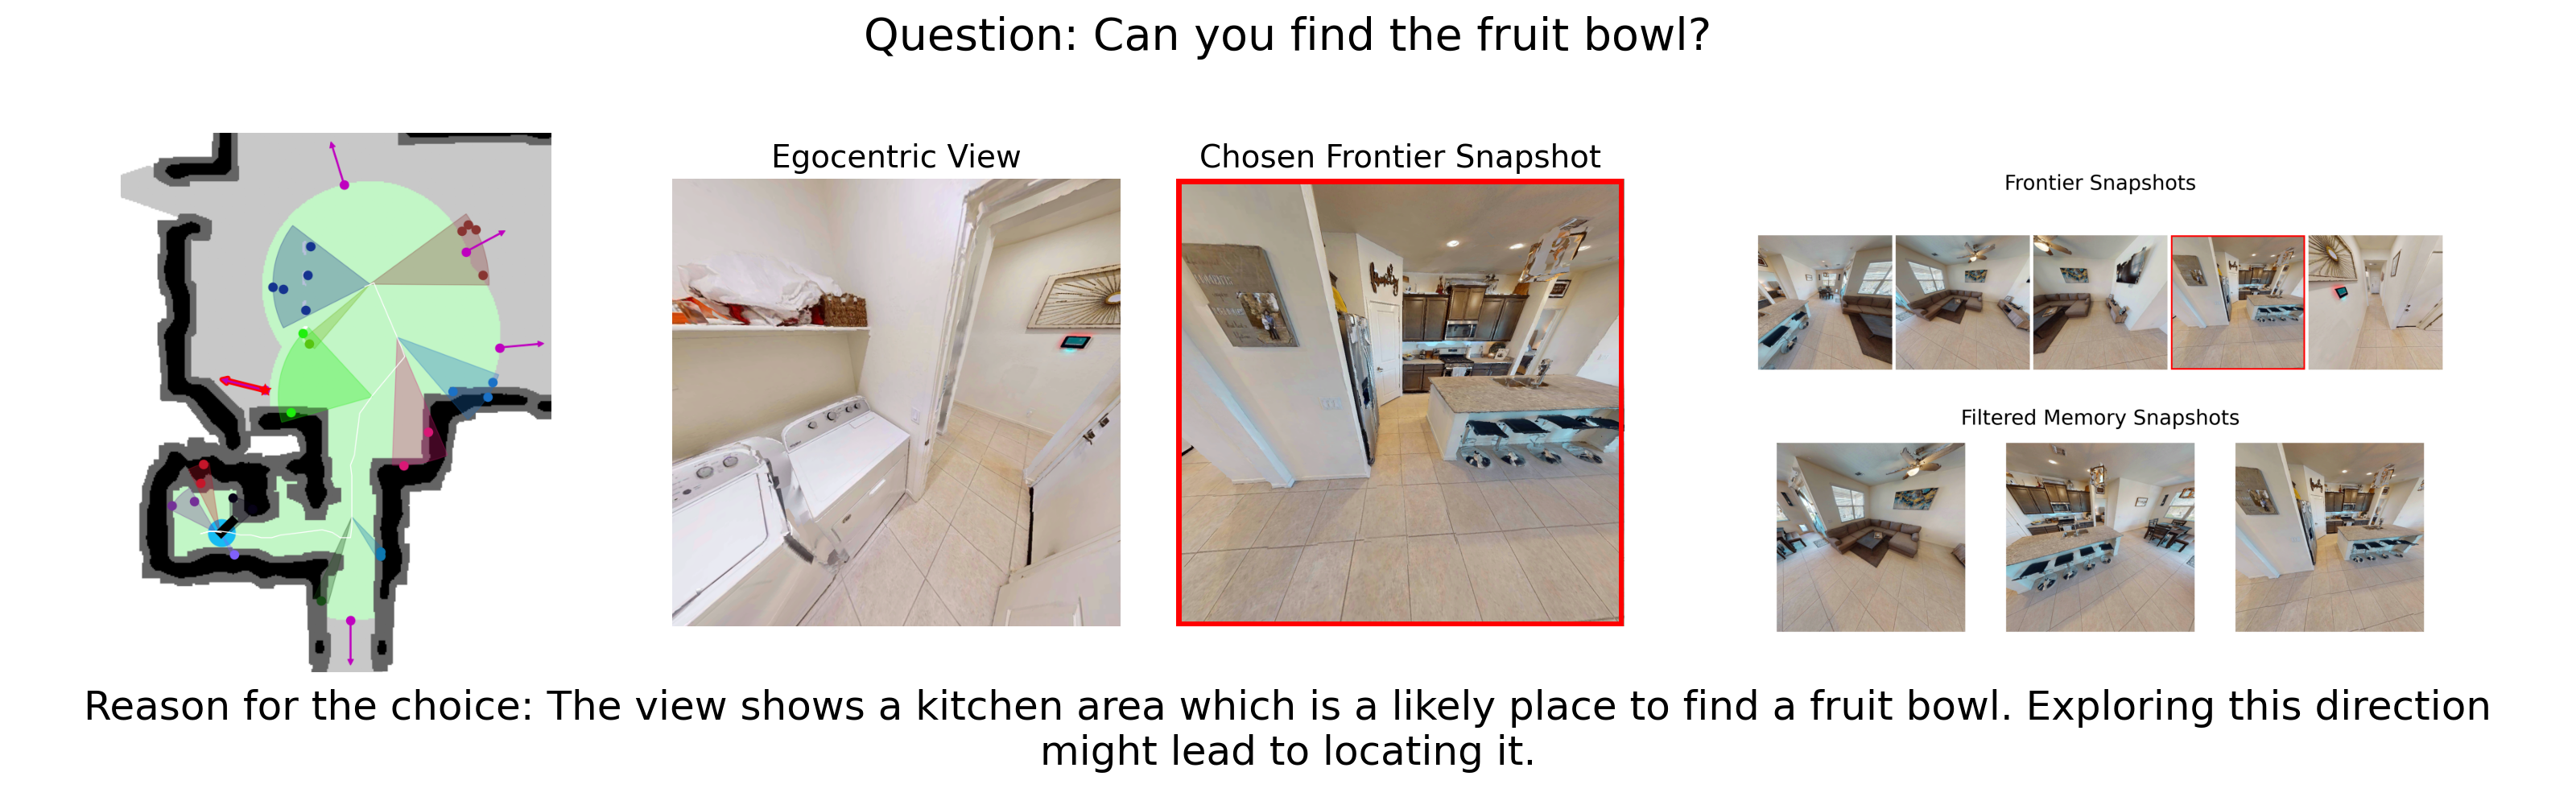 Question: Can you find the fruit bowl?
Egocentric View
Chosen Frontier Snapshot
Frontier Snapshots
Filtered Memory Snapshots
Reason for the choice: The view shows a kitchen area which is a likely place to find a fruit bowl. Exploring this direction
might lead to locating it.